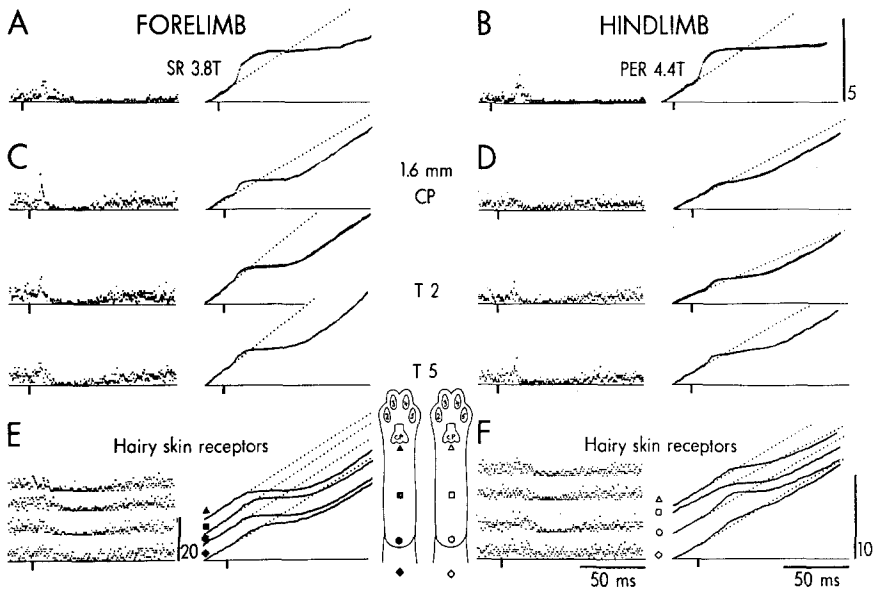 A FORELIMB
B HINDLIMB
SR 3.8T
PER 4.4T
5
C
D
1.6 mm
CP
T 2
T 5
E
F
Hairy skin receptors
Hairy skin receptors
CP
CP
20
10
50 ms
50 ms